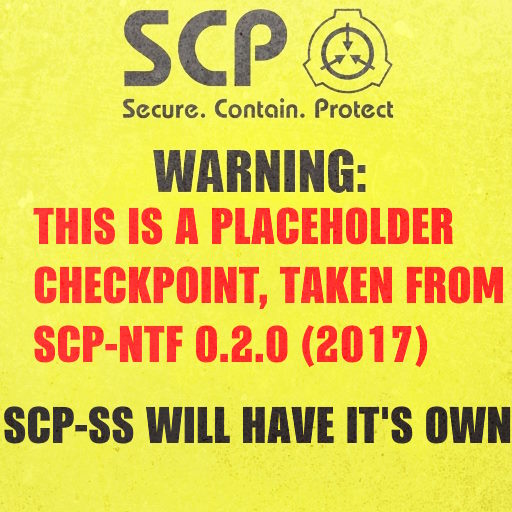 SCP
Secure. Contain. Protect
WARNING:
THIS IS A PLACEHOLDER
CHECKPOINT, TAKEN FROM
SCP-NTF 0.2.0 (2017)
SCP-SS WILL HAVE IT'S OWN